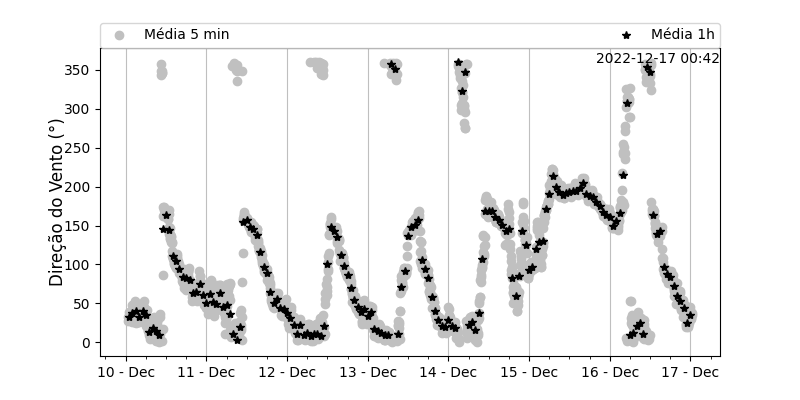 Média 5 min
Média 1h
2022-12-17 00:42
Direção do Vento (°)
350
300
250
200
150
100
50
0
10 - Dec
11 - Dec
12 - Dec
13 - Dec
14 - Dec
15 - Dec
16 - Dec
17 - Dec